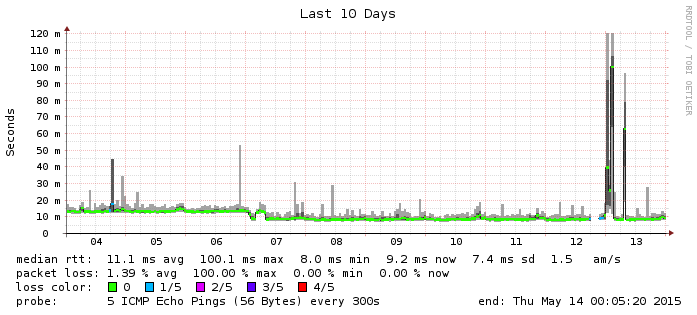 Last 10 Days
RRDTOOL / TOBI OETIKER
Seconds
120 m
110 m
100 m
90 m
80 m
70 m
60 m
50 m
40 m
30 m
20 m
10 m
0
04 05 06 07 08 09 10 11 12 13
median rtt: 11.1 ms avg 100.1 ms max 8.0 ms min 9.2 ms now 7.4 ms sd 1.5 am/s
packet loss: 1.39 % avg 100.00 % max 0.00 % min 0.00 % now
loss color: 0 1/5 2/5 3/5 4/5
probe: 5 ICMP Echo Pings (56 Bytes) every 300s end: Thu May 14 00:05:20 2015